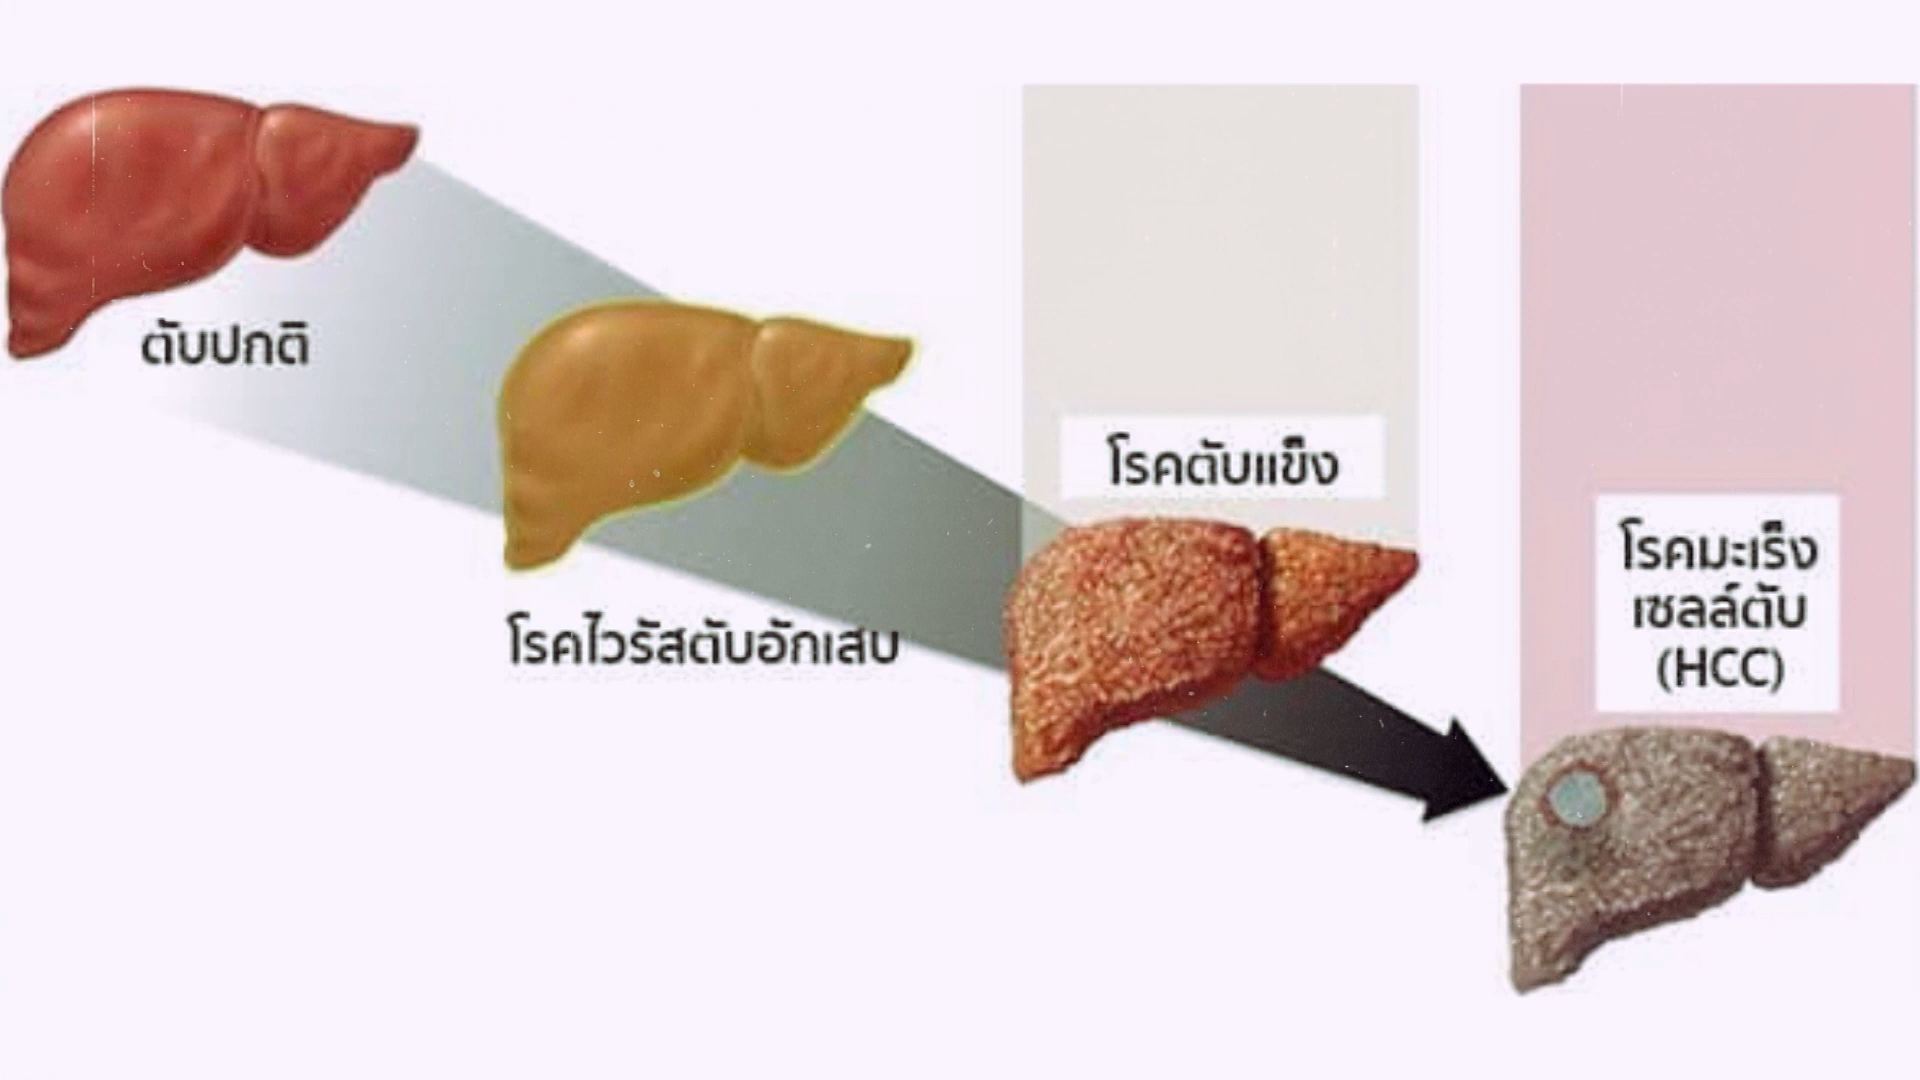 ตับปกติ
โรคไวรัสตับอักเสบ
โรคตับแข็ง
โรคมะเร็ง
เซลล์ตับ
(HCC)